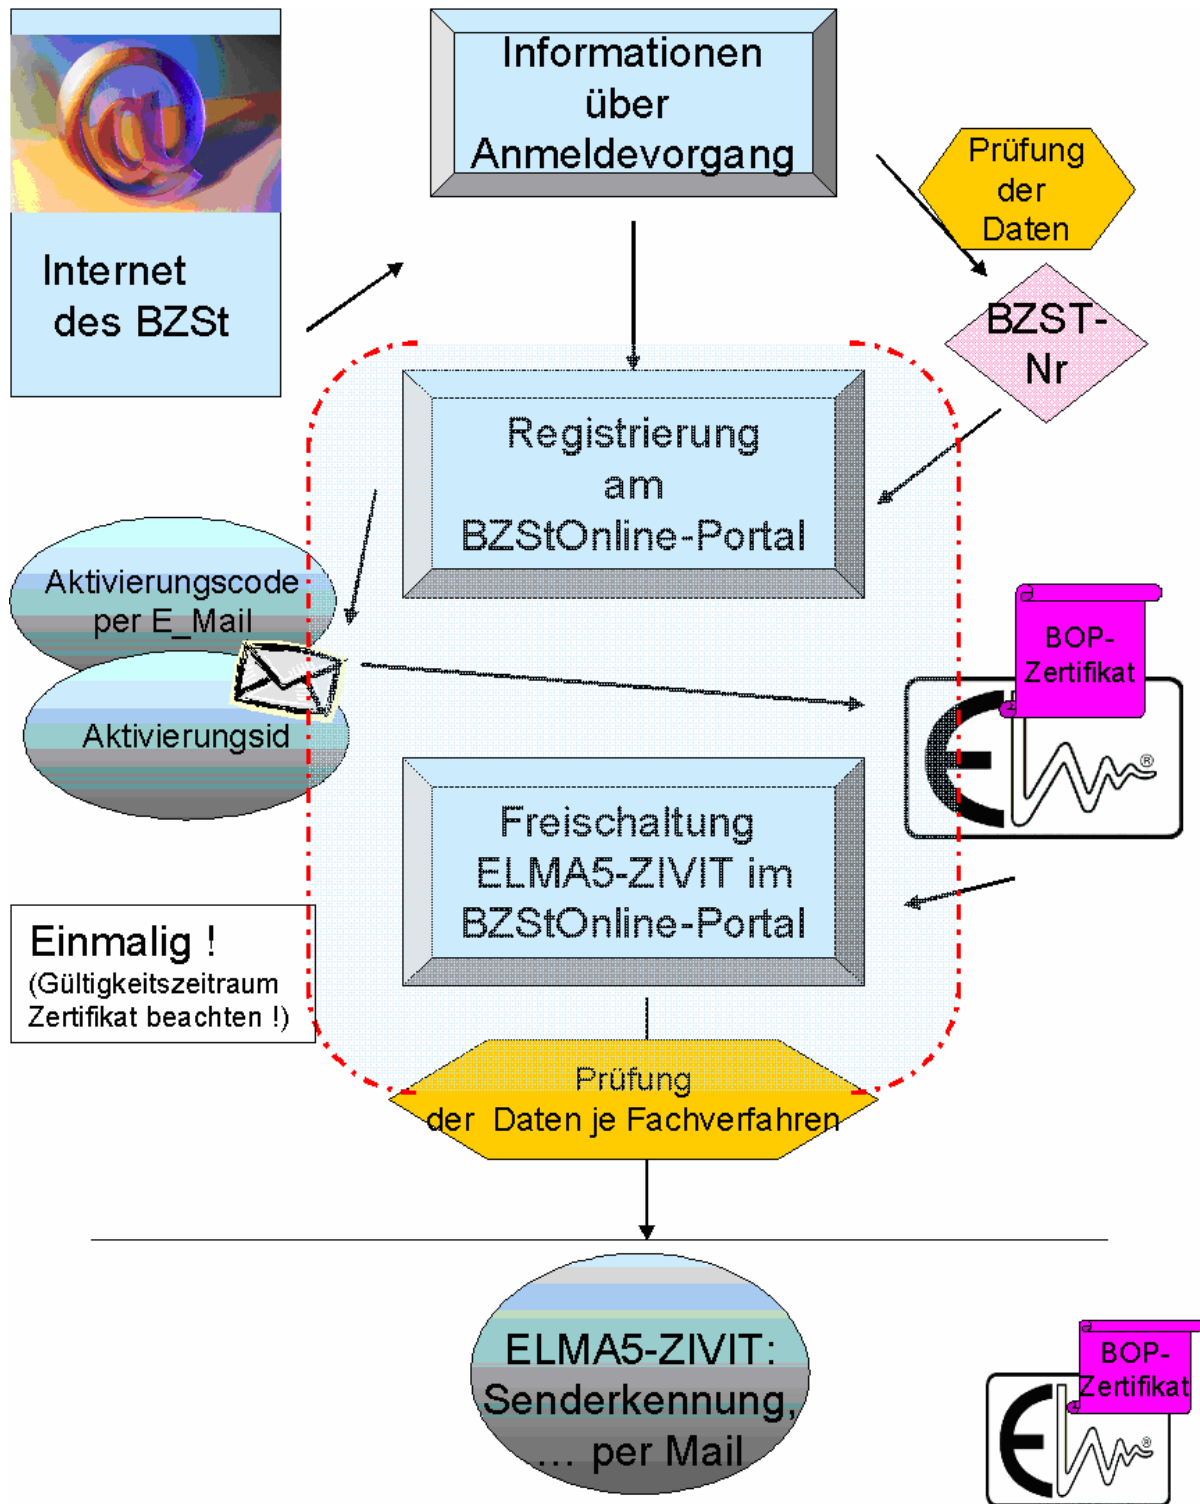 Informationen
über
Anmeldevorgang
Prüfung
der
Daten
Internet
des BZSt
BZST-
Nr
Registrierung
am
BZStOnline-Portal
Aktivierungscode
per E_Mail
Aktivierungsid
BOP-
Zertifikat
®
Freischaltung
ELMA5-ZIVIT im
BZStOnline-Portal
Einmalig !
(Gültigkeitszeitraum
Zertifikat beachten !)
Prüfung
der Daten je Fachverfahren
ELMA5-ZIVIT:
Senderkennung,
... per Mail
BOP-
Zertifikat
®